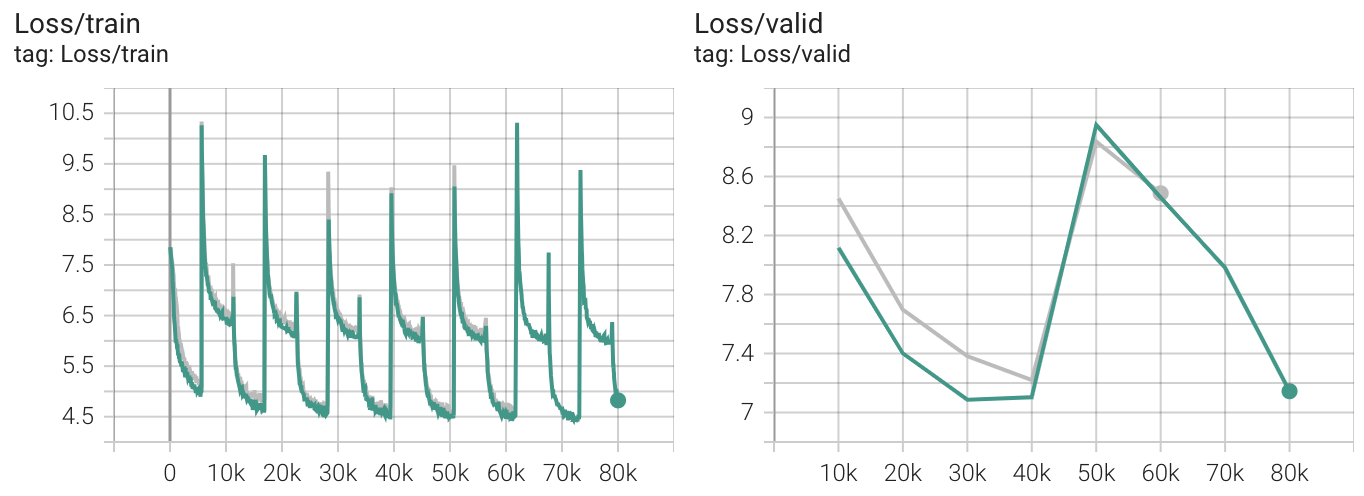 Loss/train
tag: Loss/train
10.5
9.5
8.5
7.5
6.5
5.5
4.5
0 10k 20k 30k 40k 50k 60k 70k 80k
Loss/valid
tag: Loss/valid
9
8.6
8.2
7.8
7.4
7
10k 20k 30k 40k 50k 60k 70k 80k